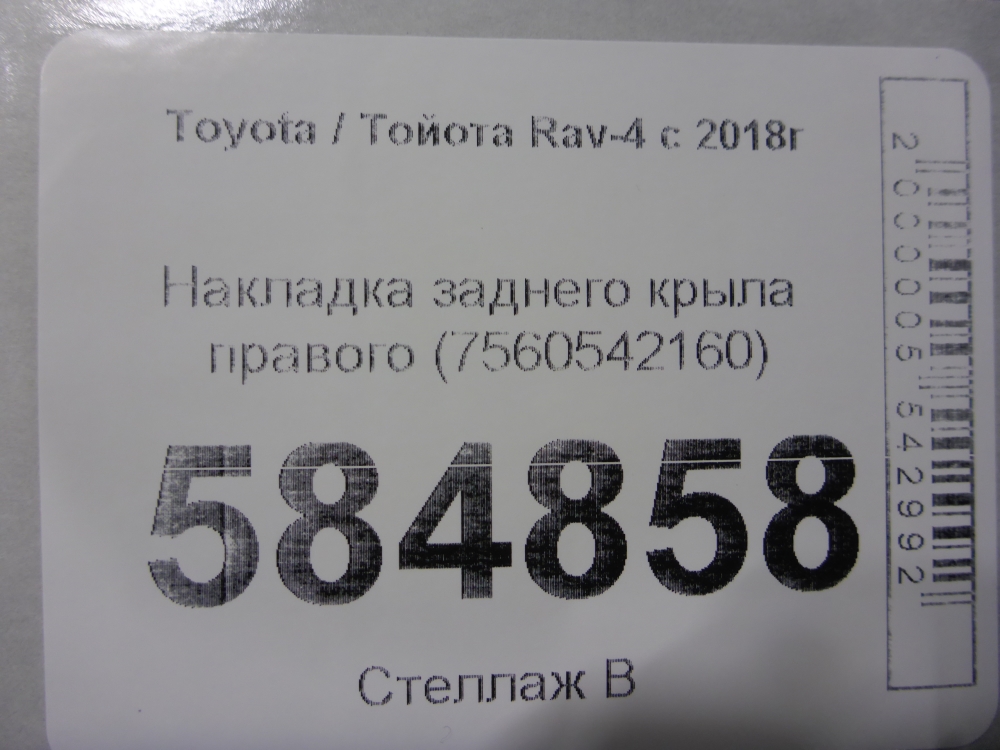 Toyota / Тойота Rav-4 с 2018г
Накладка заднего крыла
правого (7560542160)
584858
Стеллаж В
2000005542992